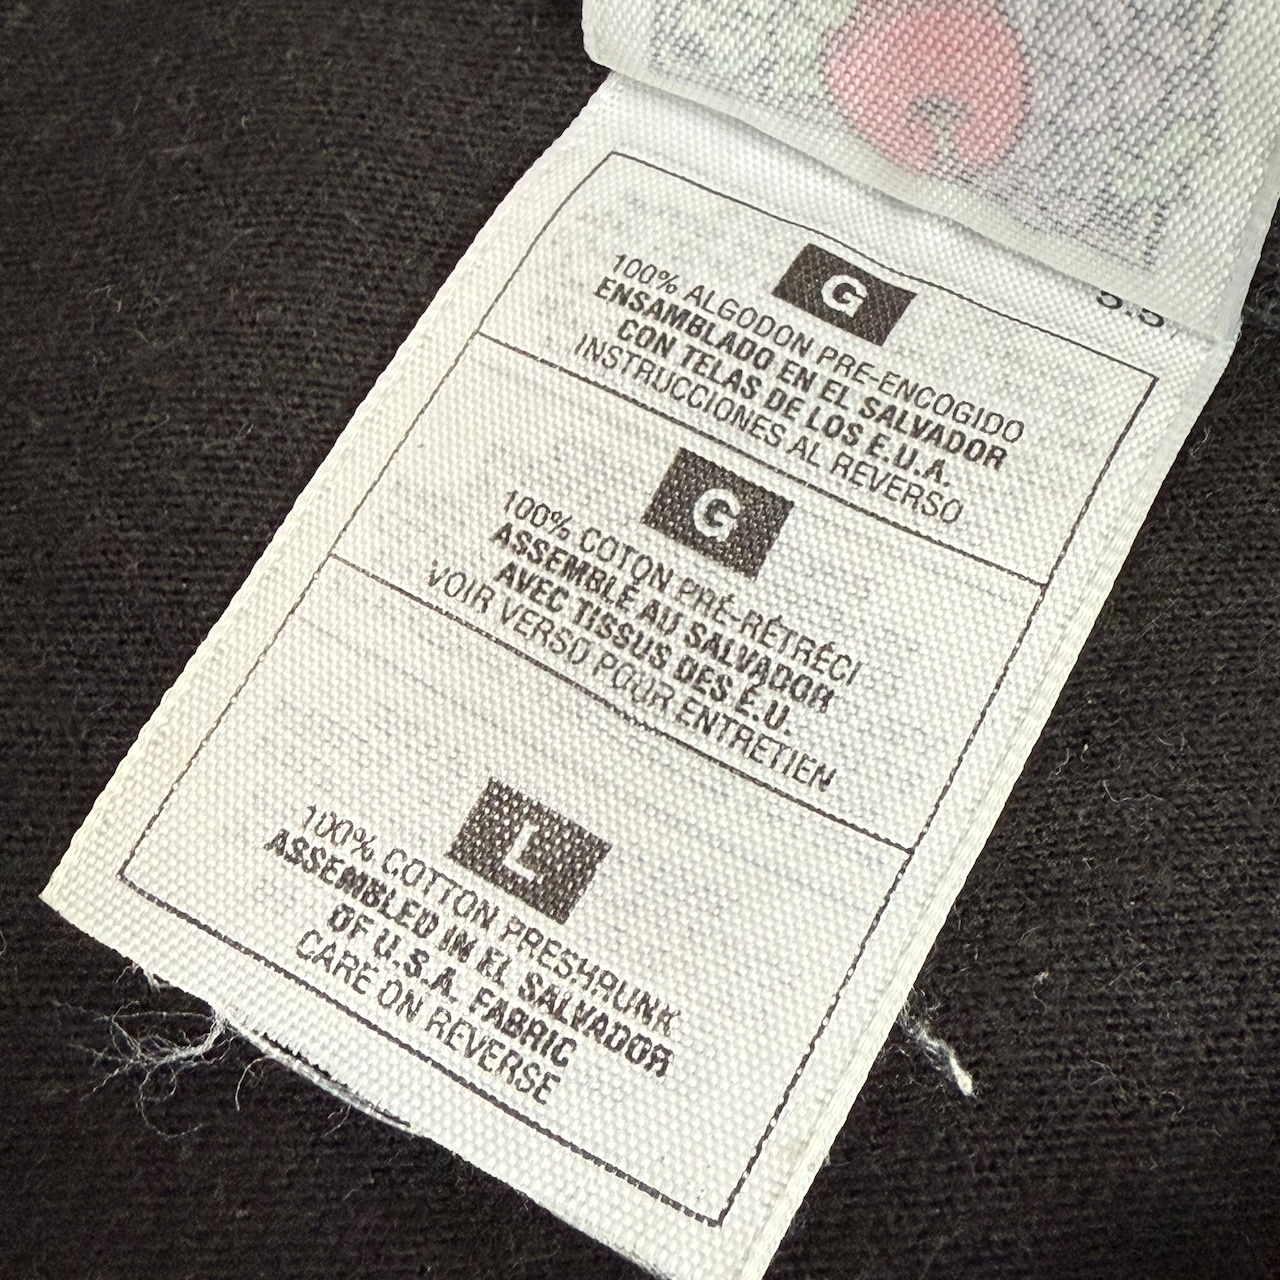 5.5
G
100% ALGODON PRE-ENCOGIDO
ENSAMBLADO EN EL SALVADOR
CON TELAS DE LOS E.U.A.
INSTRUCCIONES AL REVERSO
G
100% COTON PRÉ-RÉTRÉCI
ASSEMBLÉ AU SALVADOR
AVEC TISSUS DES É.U.
VOIR VERSO POUR ENTRETIEN
L
100% COTTON PRESHRUNK
ASSEMBLED IN EL SALVADOR
OF U.S.A. FABRIC
CARE ON REVERSE